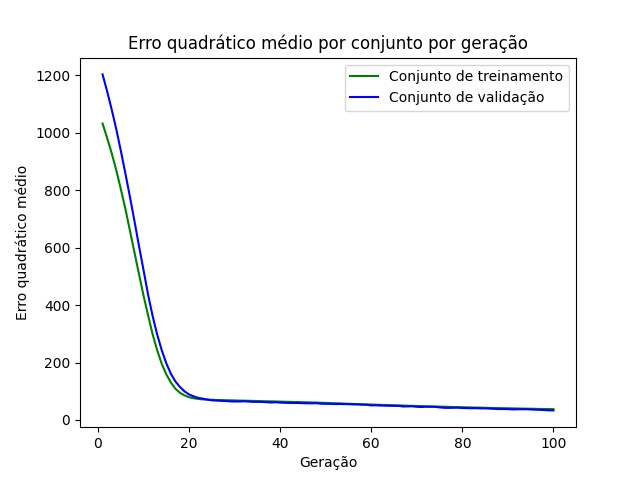 Erro quadrático médio por conjunto por geração
Conjunto de treinamento
Conjunto de validação
1200
1000
800
600
400
200
0
Erro quadrático médio
0 20 40 60 80 100
Geração